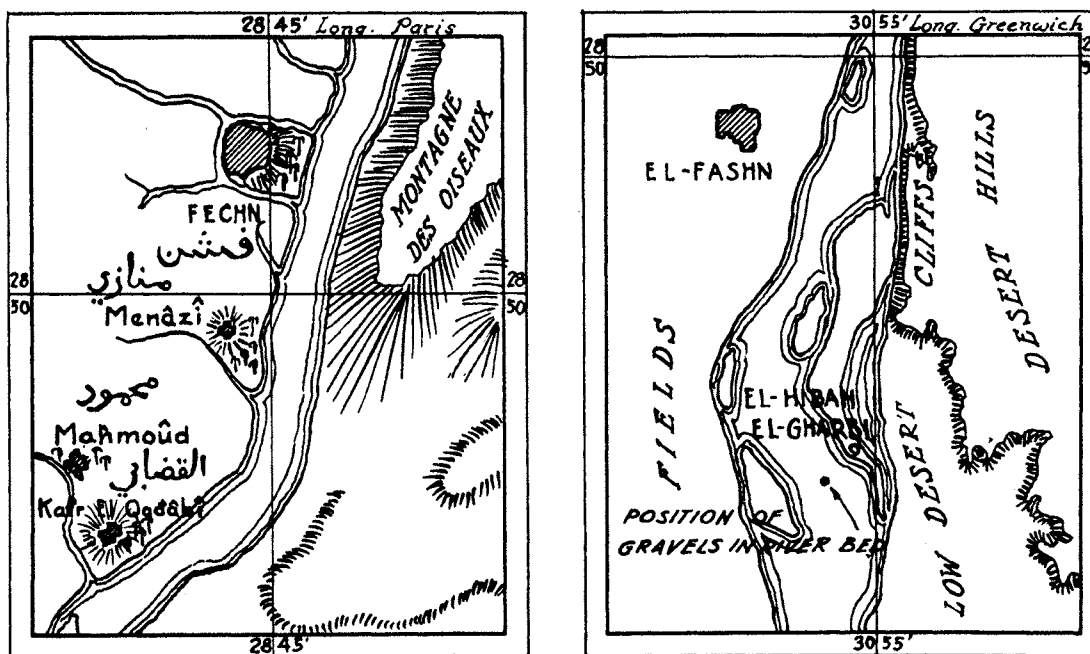 28 45' Long. Paris
MONTAGNE
DES OISEAUX
FECHN
فشن
منازي
28
50
28
50
Menâzî
محمود
Mahmoûd
القضابي
Kafr El Qodâbî
28 45'
30 55' Long. Greenwich
28
50
EL-FASHN
CLIFFS
DESERT HILLS
FIELDS
EL-HIBAH
EL-GHARBI
LOW DESERT
POSITION OF
GRAVELS IN RIVER BED
30 55'